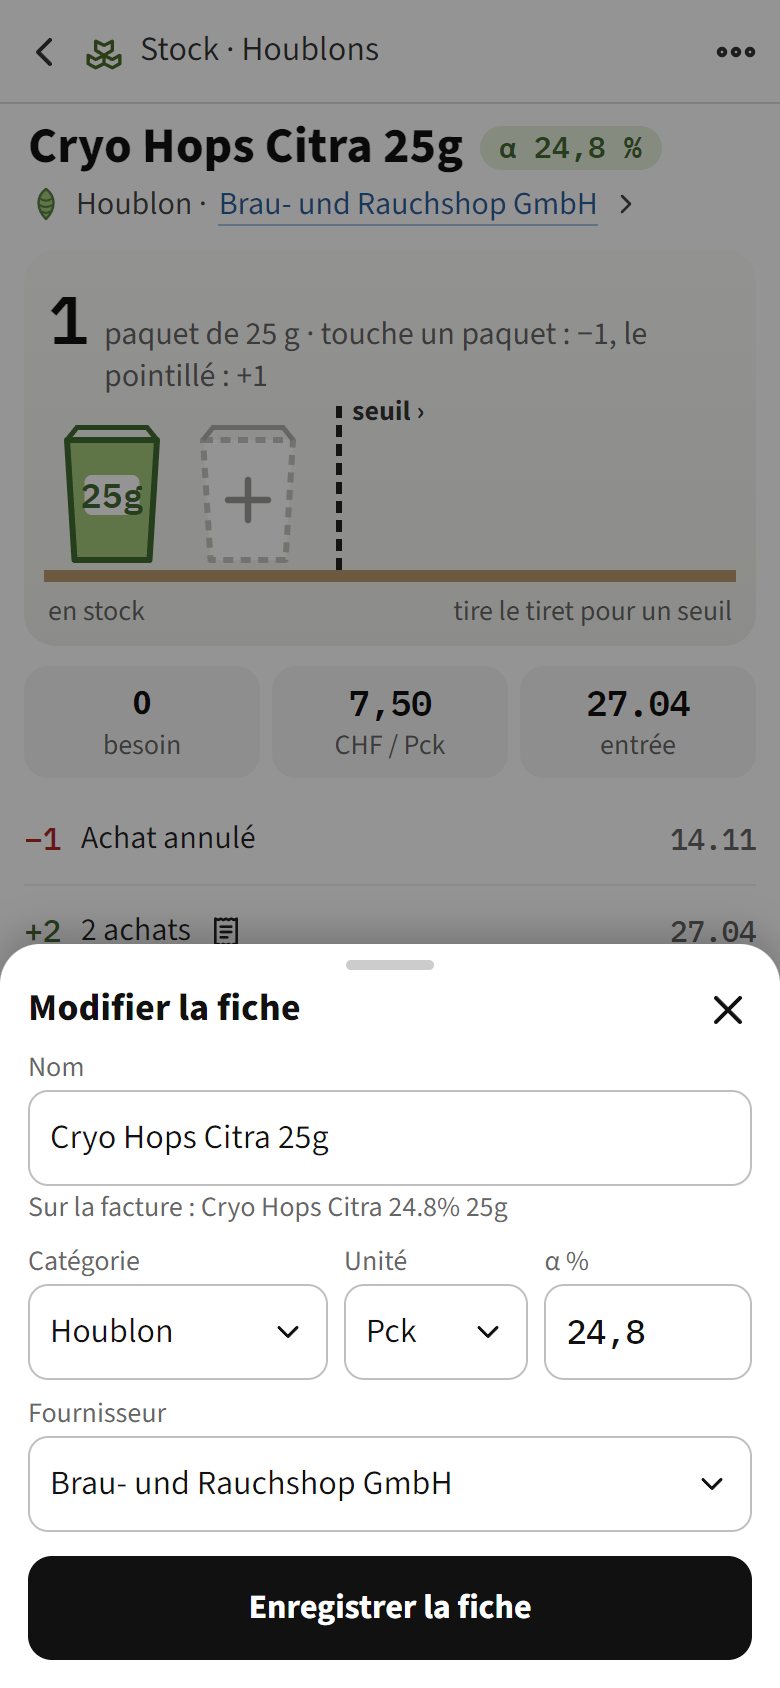 Stock · Houblons
Cryo Hops Citra 25g
α 24,8 %
Houblon · Brau- und Rauchshop GmbH
1 paquet de 25 g · touche un paquet : −1, le
pointillé : +1
seuil ›
25g
en stock
tire le tiret pour un seuil
0
besoin
7,50
CHF / Pck
27.04
entrée
−1 Achat annulé 14.11
+2 2 achats 27.04
Modifier la fiche
Nom
Cryo Hops Citra 25g
Sur la facture : Cryo Hops Citra 24.8% 25g
Catégorie
Unité
α %
Houblon
Pck
24,8
Fournisseur
Brau- und Rauchshop GmbH
Enregistrer la fiche